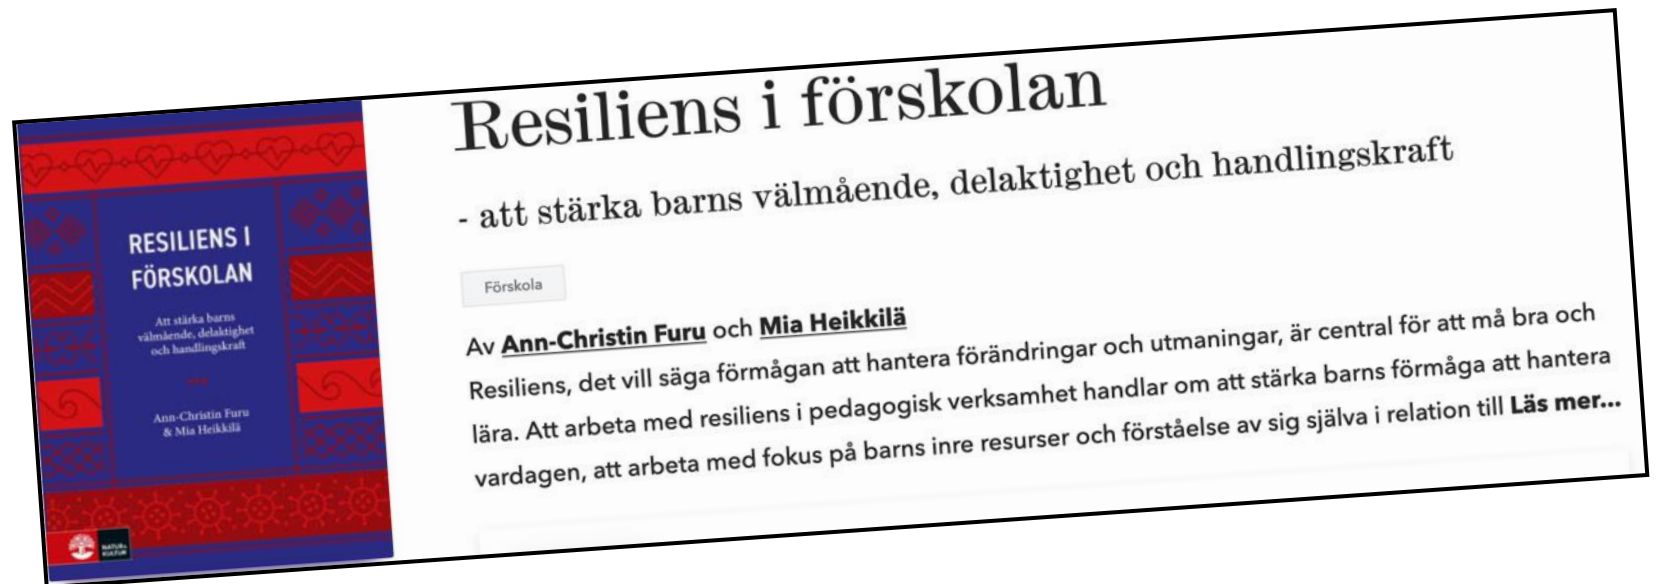 RESILIENS I
FÖRSKOLAN
Att stärka barns
välmående, delaktighet
och handlingskraft
Ann-Christin Furu
& Mia Heikkilä
NATUR &
KULTUR
Resiliens i förskolan
- att stärka barns välmående, delaktighet och handlingskraft
Förskola
Av Ann-Christin Furu och Mia Heikkilä
Resiliens, det vill säga förmågan att hantera förändringar och utmaningar, är central för att må bra och
lära. Att arbeta med resiliens i pedagogisk verksamhet handlar om att stärka barns förmåga att hantera
vardagen, att arbeta med fokus på barns inre resurser och förståelse av sig själva i relation till Läs mer...